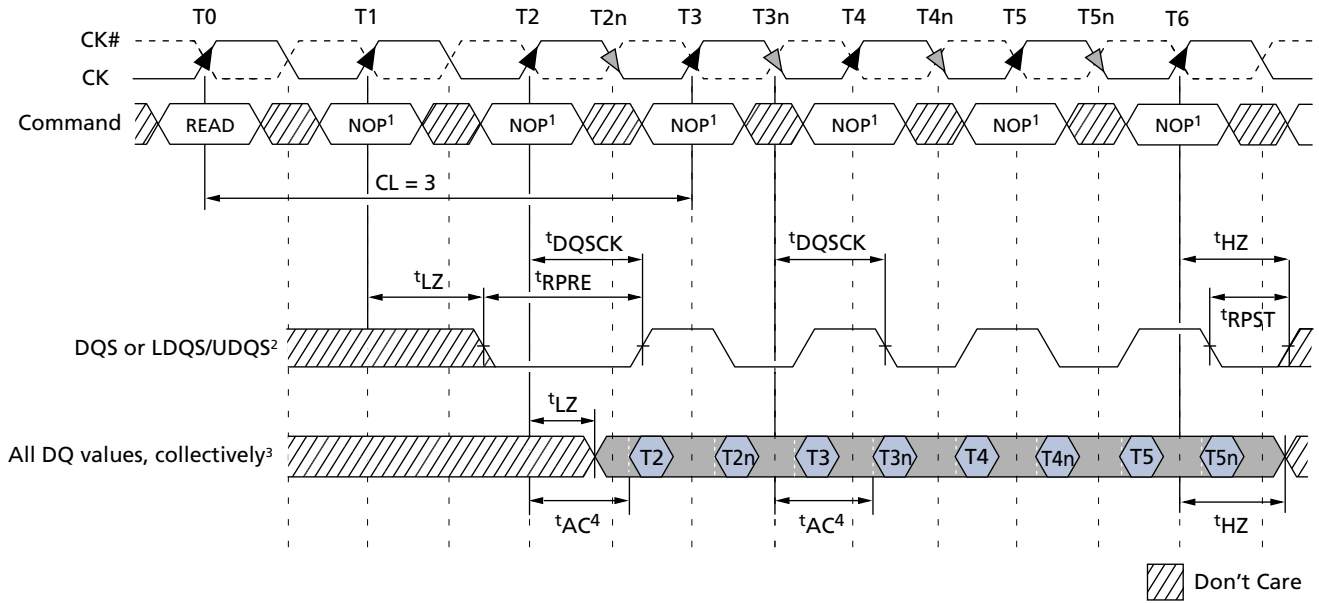 T0 T1 T2 T2n T3 T3n T4 T4n T5 T5n T6
CK#
CK
Command READ NOP¹ NOP¹ NOP¹ NOP¹ NOP¹ NOP¹
CL = 3
tDQSCK tDQSCK tHZ
tLZ tRPRE
tRPST
DQS or LDQS/UDQS²
tLZ
All DQ values, collectively³ T2 T2n T3 T3n T4 T4n T5 T5n
tAC⁴ tAC⁴ tHZ
Don't Care